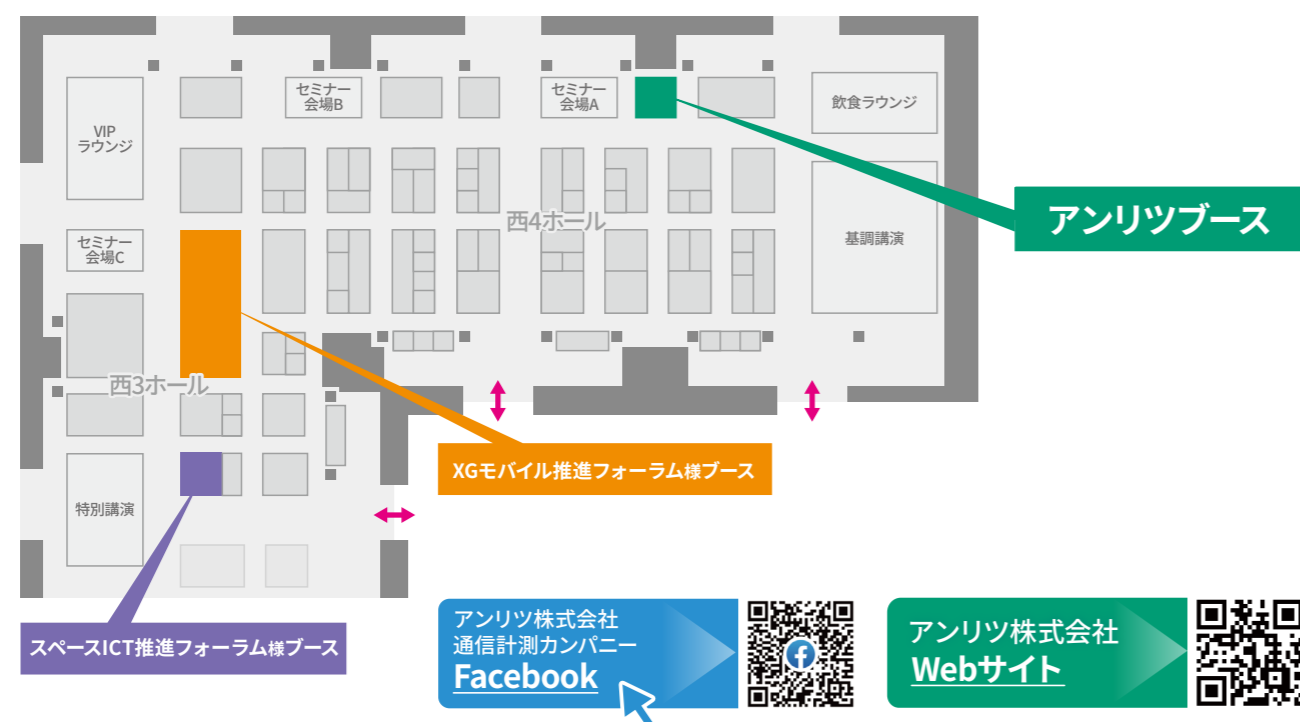 セミナー
会場B
セミナー
会場A
飲食ラウンジ
VIP
ラウンジ
西4ホール
アンリツブース
セミナー
会場C
基調講演
西3ホール
XGモバイル推進フォーラム様ブース
特別講演
スペースICT推進フォーラム様ブース
アンリツ株式会社
通信計測カンパニー
Facebook
アンリツ株式会社
Webサイト